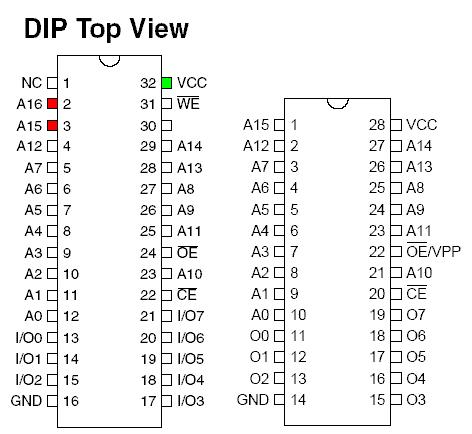 DIP Top View
NC 1 32 VCC
A16 2 31 WE
A15 3 30
A12 4 29 A14
A7 5 28 A13
A6 6 27 A8
A5 7 26 A9
A4 8 25 A11
A3 9 24 OE
A2 10 23 A10
A1 11 22 CE
A0 12 21 I/O7
I/O0 13 20 I/O6
I/O1 14 19 I/O5
I/O2 15 18 I/O4
GND 16 17 I/O3
A15 1 28 VCC
A12 2 27 A14
A7 3 26 A13
A6 4 25 A8
A5 5 24 A9
A4 6 23 A11
A3 7 22 OE/VPP
A2 8 21 A10
A1 9 20 CE
A0 10 19 O7
O0 11 18 O6
O1 12 17 O5
O2 13 16 O4
GND 14 15 O3